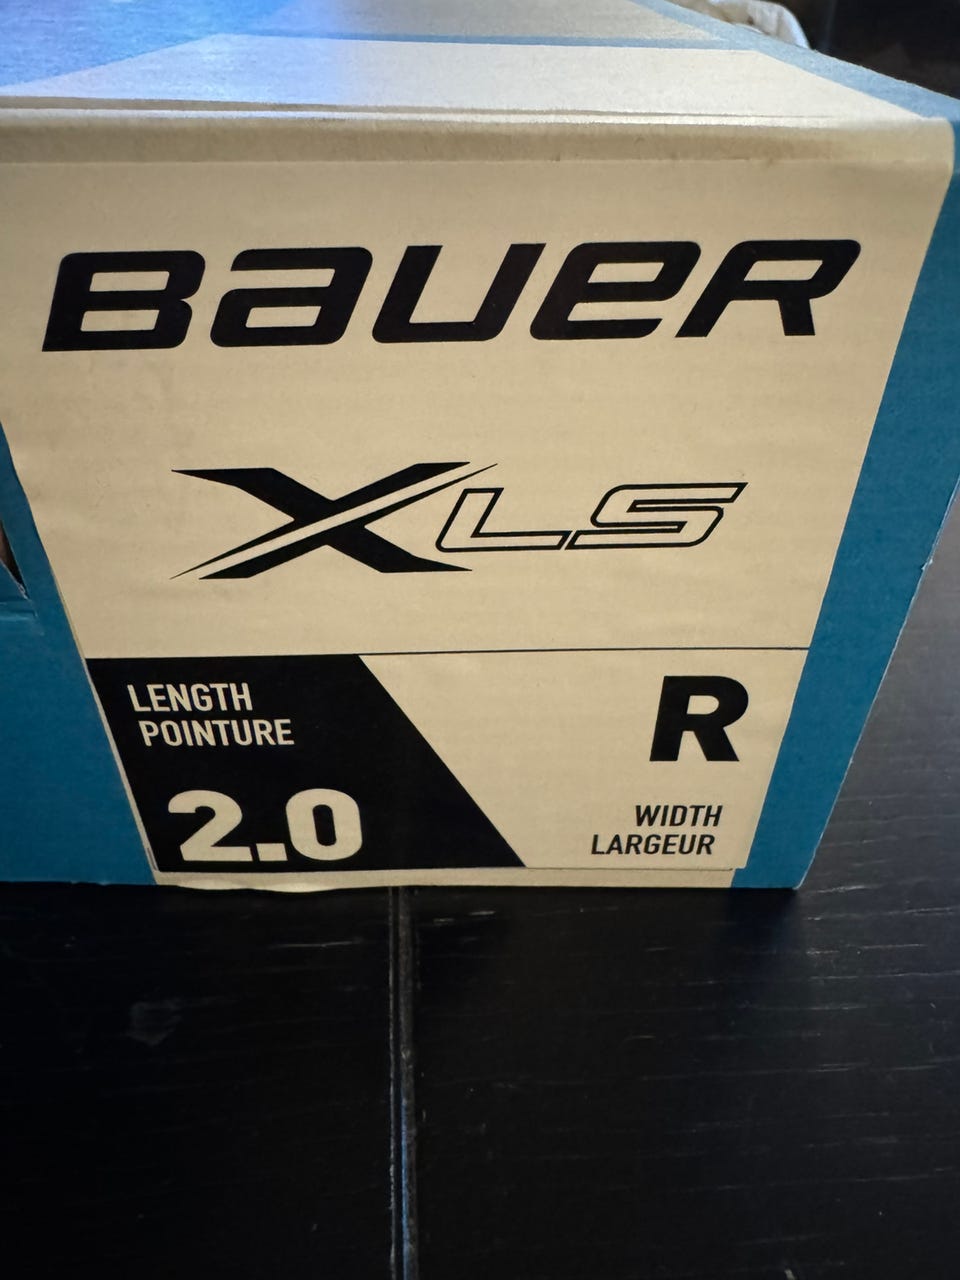 BAUER
XLS
LENGTH
POINTURE
2.0
R
WIDTH
LARGEUR